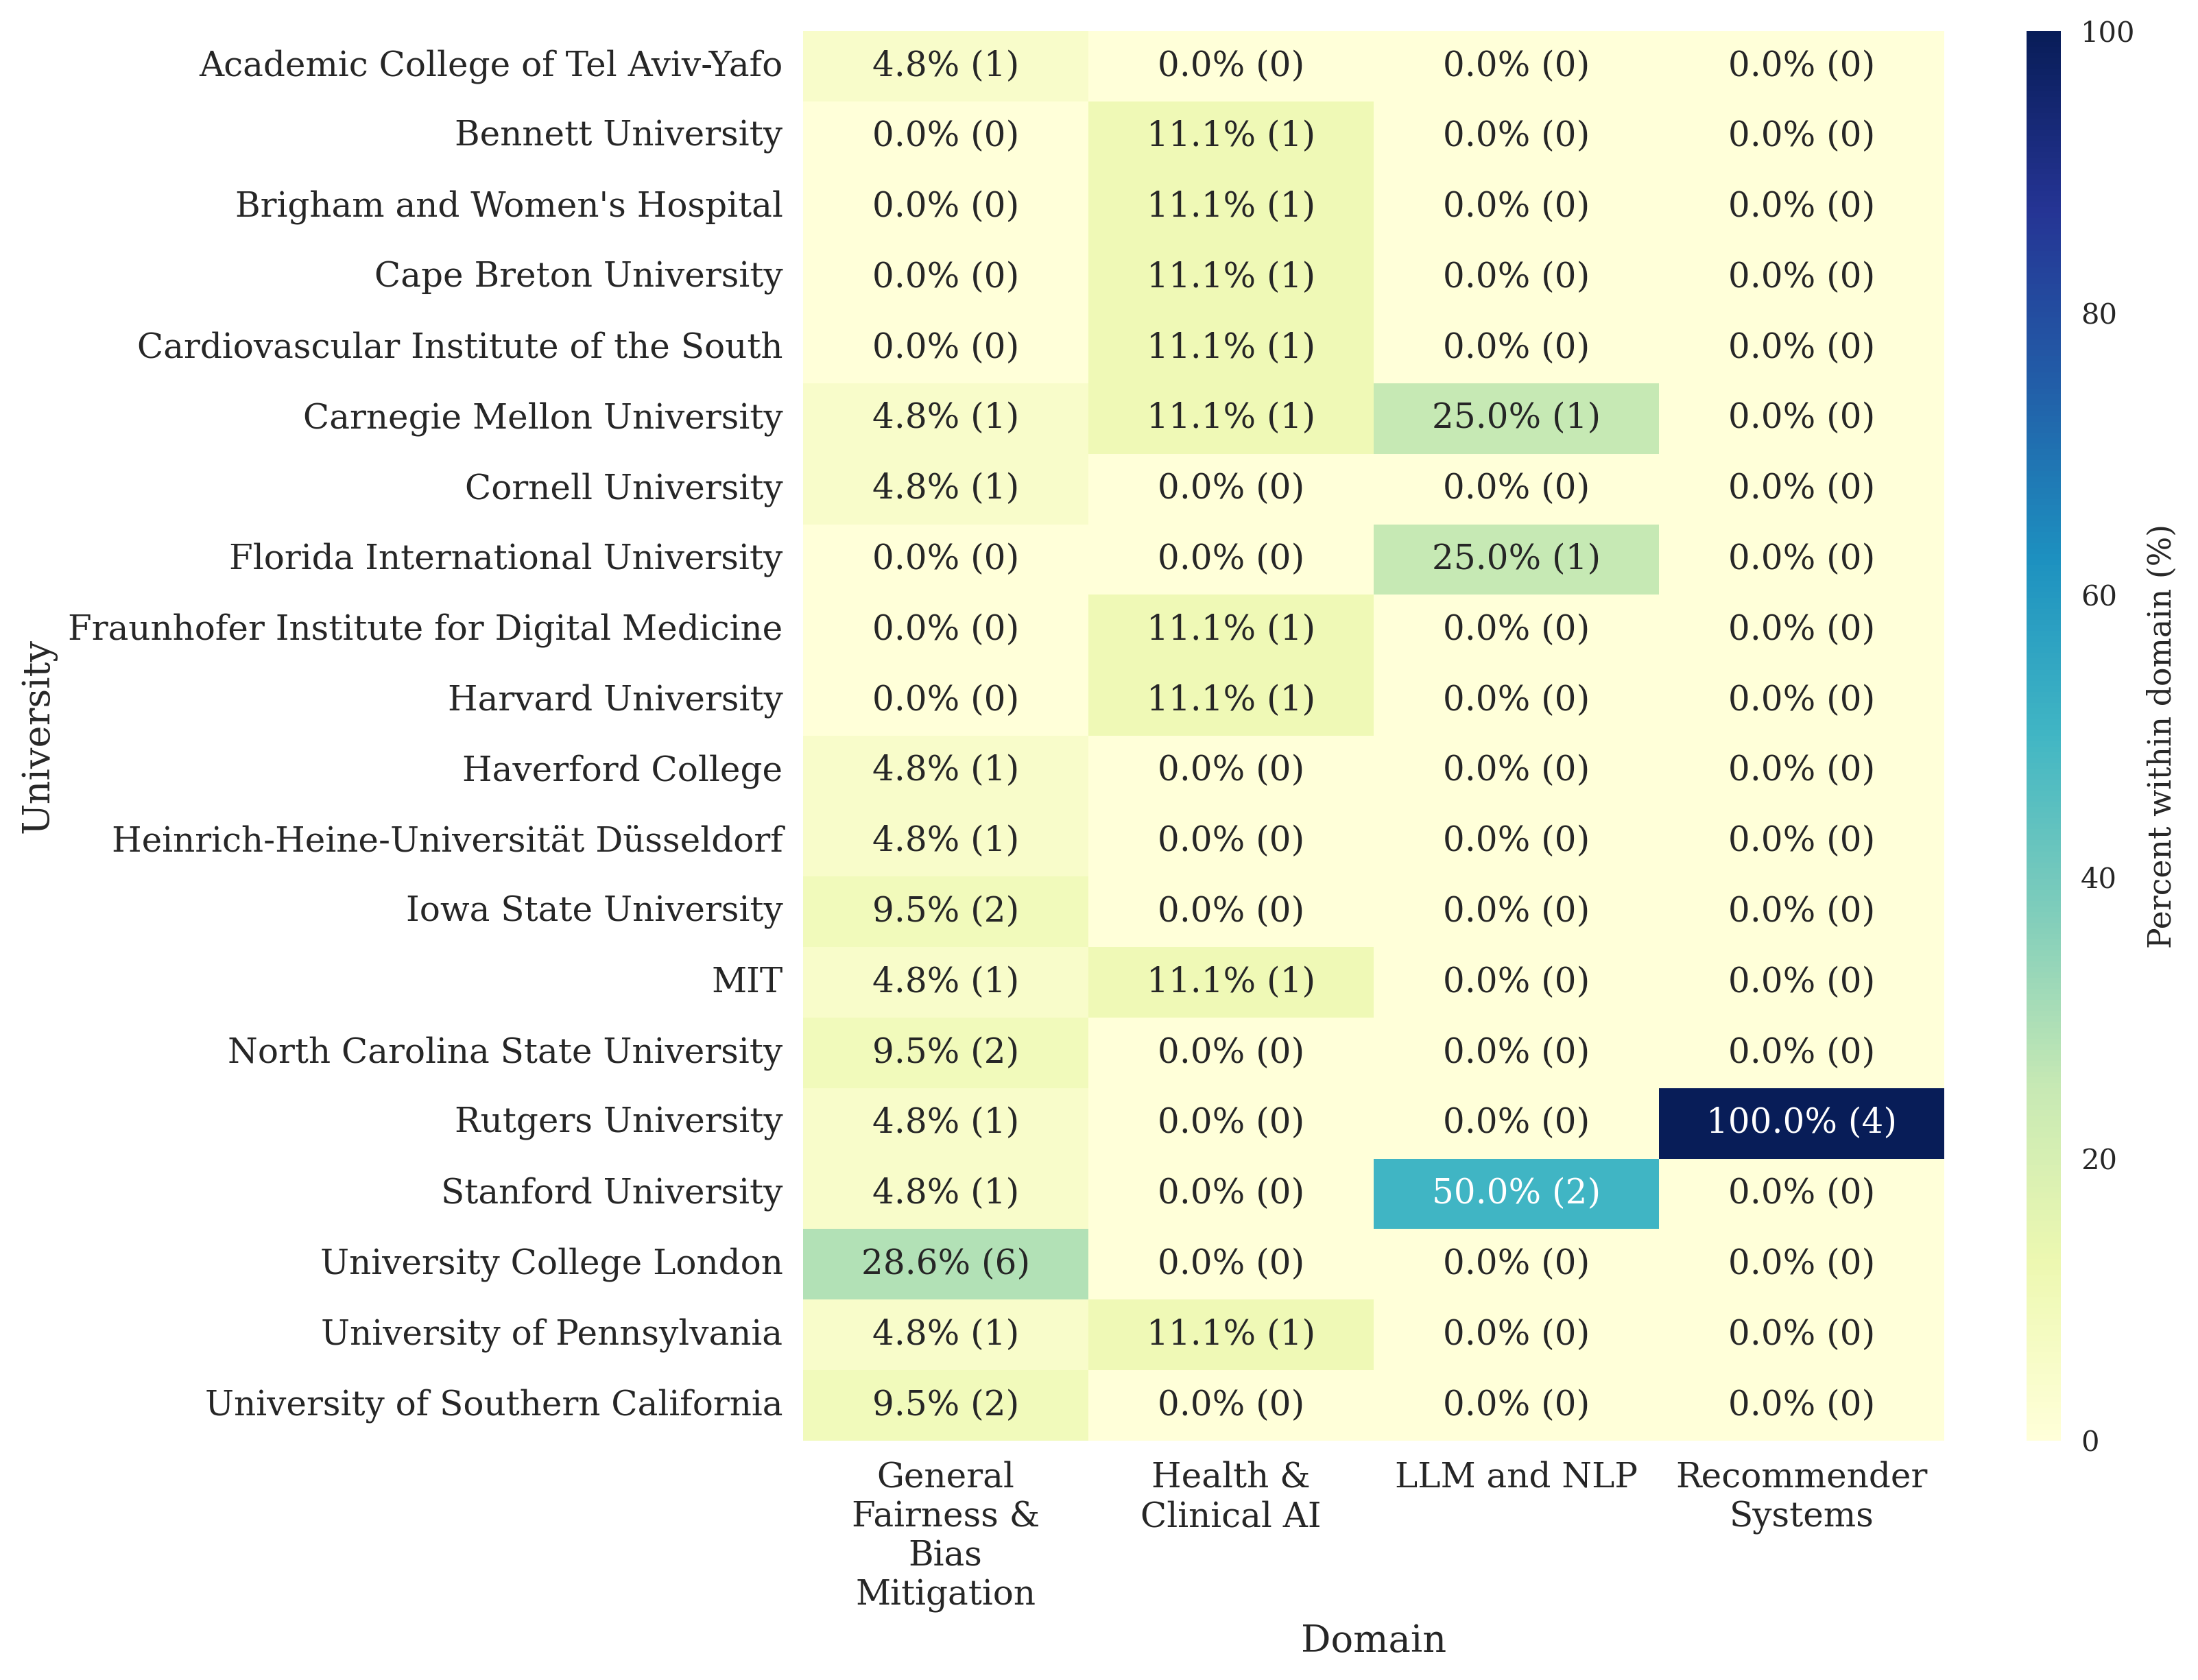 Academic College of Tel Aviv-Yafo 4.8% (1) 0.0% (0) 0.0% (0) 0.0% (0)
Bennett University 0.0% (0) 11.1% (1) 0.0% (0) 0.0% (0)
Brigham and Women's Hospital 0.0% (0) 11.1% (1) 0.0% (0) 0.0% (0)
Cape Breton University 0.0% (0) 11.1% (1) 0.0% (0) 0.0% (0)
Cardiovascular Institute of the South 0.0% (0) 11.1% (1) 0.0% (0) 0.0% (0)
Carnegie Mellon University 4.8% (1) 11.1% (1) 25.0% (1) 0.0% (0)
Cornell University 4.8% (1) 0.0% (0) 0.0% (0) 0.0% (0)
Florida International University 0.0% (0) 0.0% (0) 25.0% (1) 0.0% (0)
Fraunhofer Institute for Digital Medicine 0.0% (0) 11.1% (1) 0.0% (0) 0.0% (0)
Harvard University 0.0% (0) 11.1% (1) 0.0% (0) 0.0% (0)
Haverford College 4.8% (1) 0.0% (0) 0.0% (0) 0.0% (0)
Heinrich-Heine-Universität Düsseldorf 4.8% (1) 0.0% (0) 0.0% (0) 0.0% (0)
Iowa State University 9.5% (2) 0.0% (0) 0.0% (0) 0.0% (0)
MIT 4.8% (1) 11.1% (1) 0.0% (0) 0.0% (0)
North Carolina State University 9.5% (2) 0.0% (0) 0.0% (0) 0.0% (0)
Rutgers University 4.8% (1) 0.0% (0) 0.0% (0) 100.0% (4)
Stanford University 4.8% (1) 0.0% (0) 50.0% (2) 0.0% (0)
University College London 28.6% (6) 0.0% (0) 0.0% (0) 0.0% (0)
University of Pennsylvania 4.8% (1) 11.1% (1) 0.0% (0) 0.0% (0)
University of Southern California 9.5% (2) 0.0% (0) 0.0% (0) 0.0% (0)
University
General
Fairness &
Bias
Mitigation
Health &
Clinical AI
LLM and NLP
Recommender
Systems
Domain
100
80
60
40
20
0
Percent within domain (%)